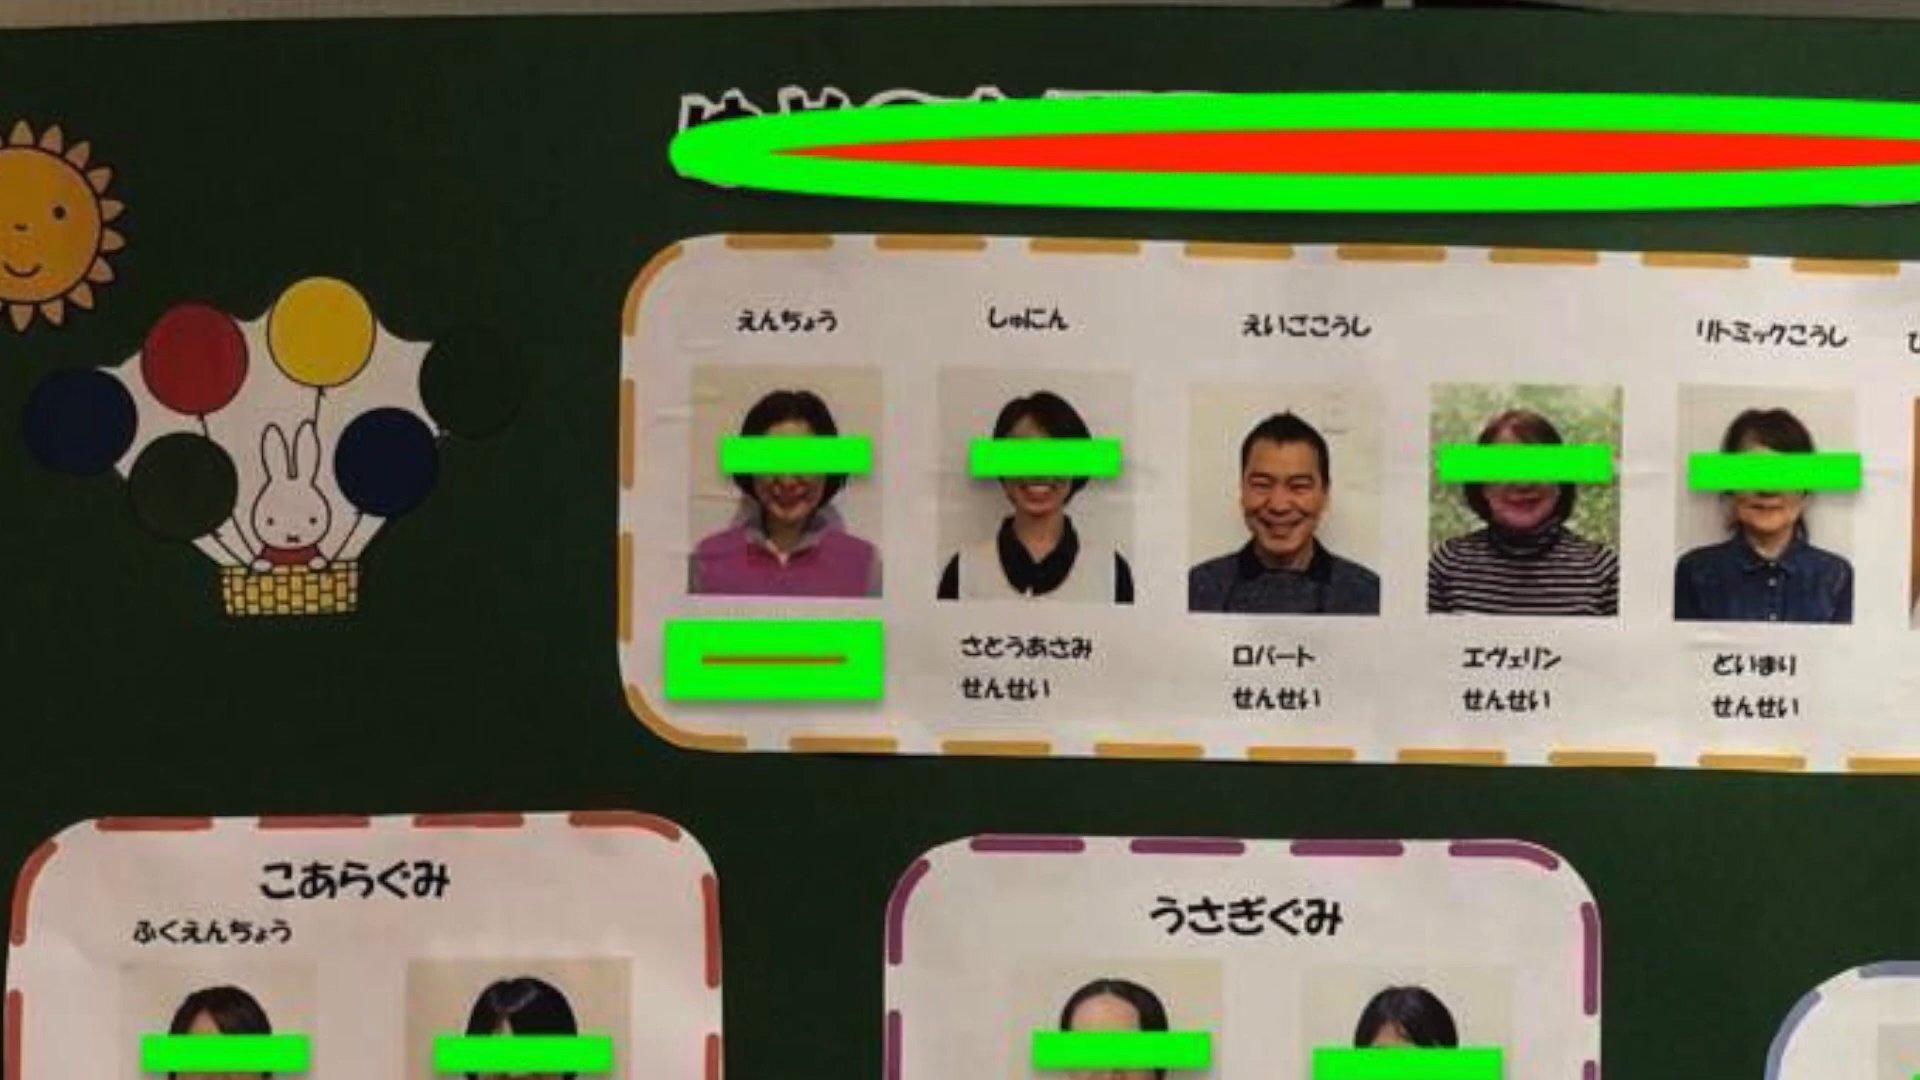 えんちょう
しゅにん
えいごこうし
リトミックこうし
さとうあさみ
せんせい
ロバート
せんせい
エヴェリン
せんせい
どいまり
せんせい
こあらぐみ
ふくえんちょう
うさぎぐみ